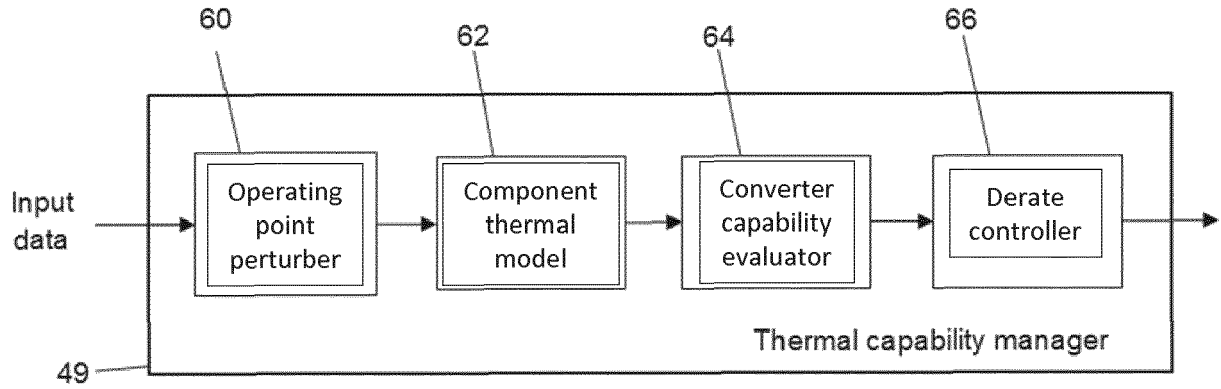 60
62
64
66
Input
data
Operating
point
perturber
Component
thermal
model
Converter
capability
evaluator
Derate
controller
Thermal capability manager
49